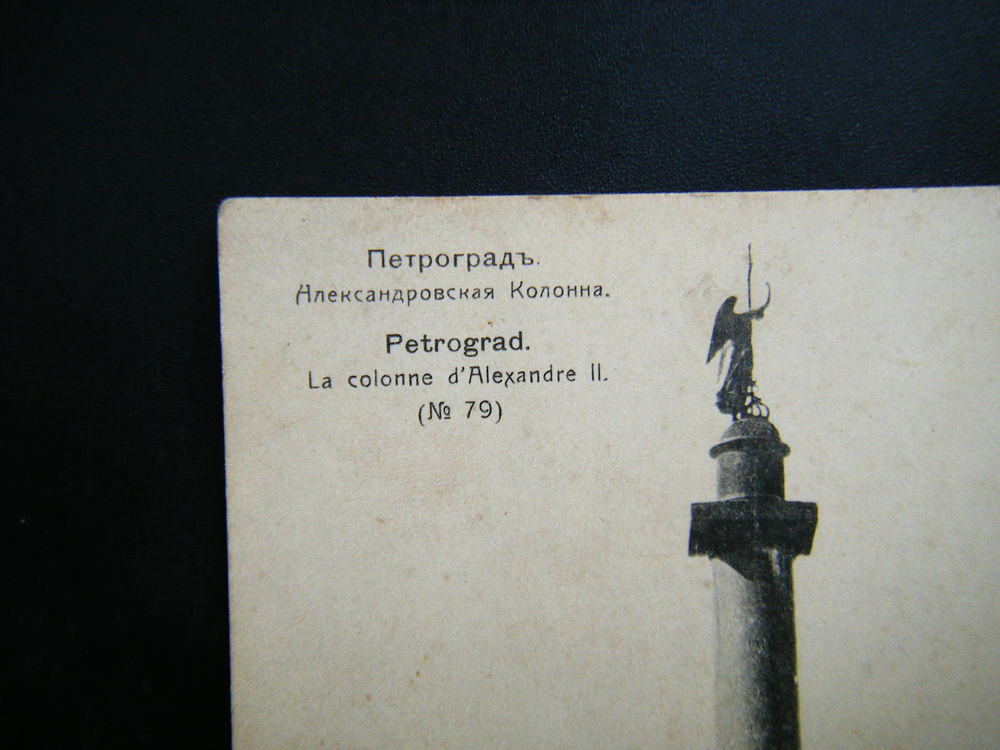 Петроградъ.
Александровская Колонна.
Petrograd.
La colonne d'Alexandre II.
(№ 79)